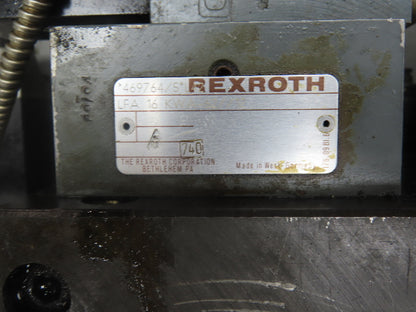 *469764/S* REXROTH
LFA 16 KW
740
THE REXROTH CORPORATION
BETHLEHEM PA
Made in West